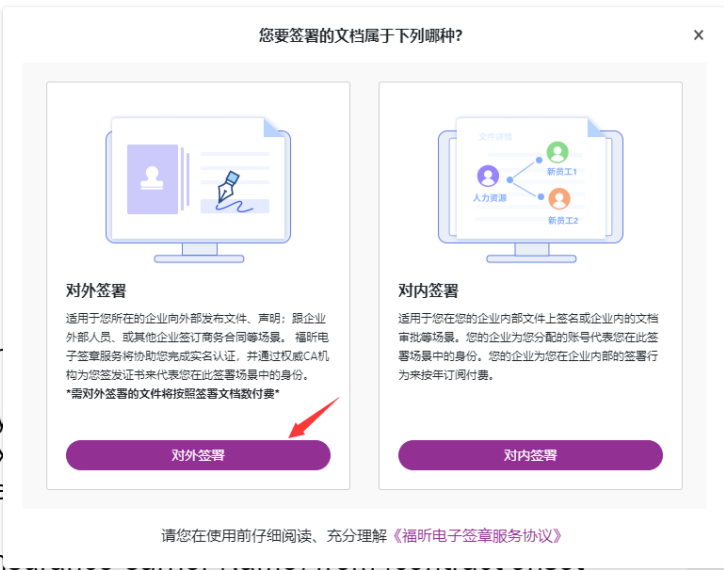 您要签署的文档属于下列哪种?
×
文件详情
新员工1
人力资源
新员工2
对外签署
适用于您所在的企业向外部发布文件、声明；跟企业
外部人员、或其他企业签订商务合同等场景。 福昕电
子签章服务将协助您完成实名认证，并通过权威CA机
构为您签发证书来代表您在此签署场景中的身份。
*需对外签署的文件将按照签署文档数付费*
对外签署
对内签署
适用于您在您的企业内部文件上签名或企业内的文档
审批等场景。您的企业为您分配的账号代表您在此签
署场景中的身份。您的企业为您在企业内部的签署行
为来按年订阅付费。
对内签署
请您在使用前仔细阅读、充分理解《福昕电子签章服务协议》